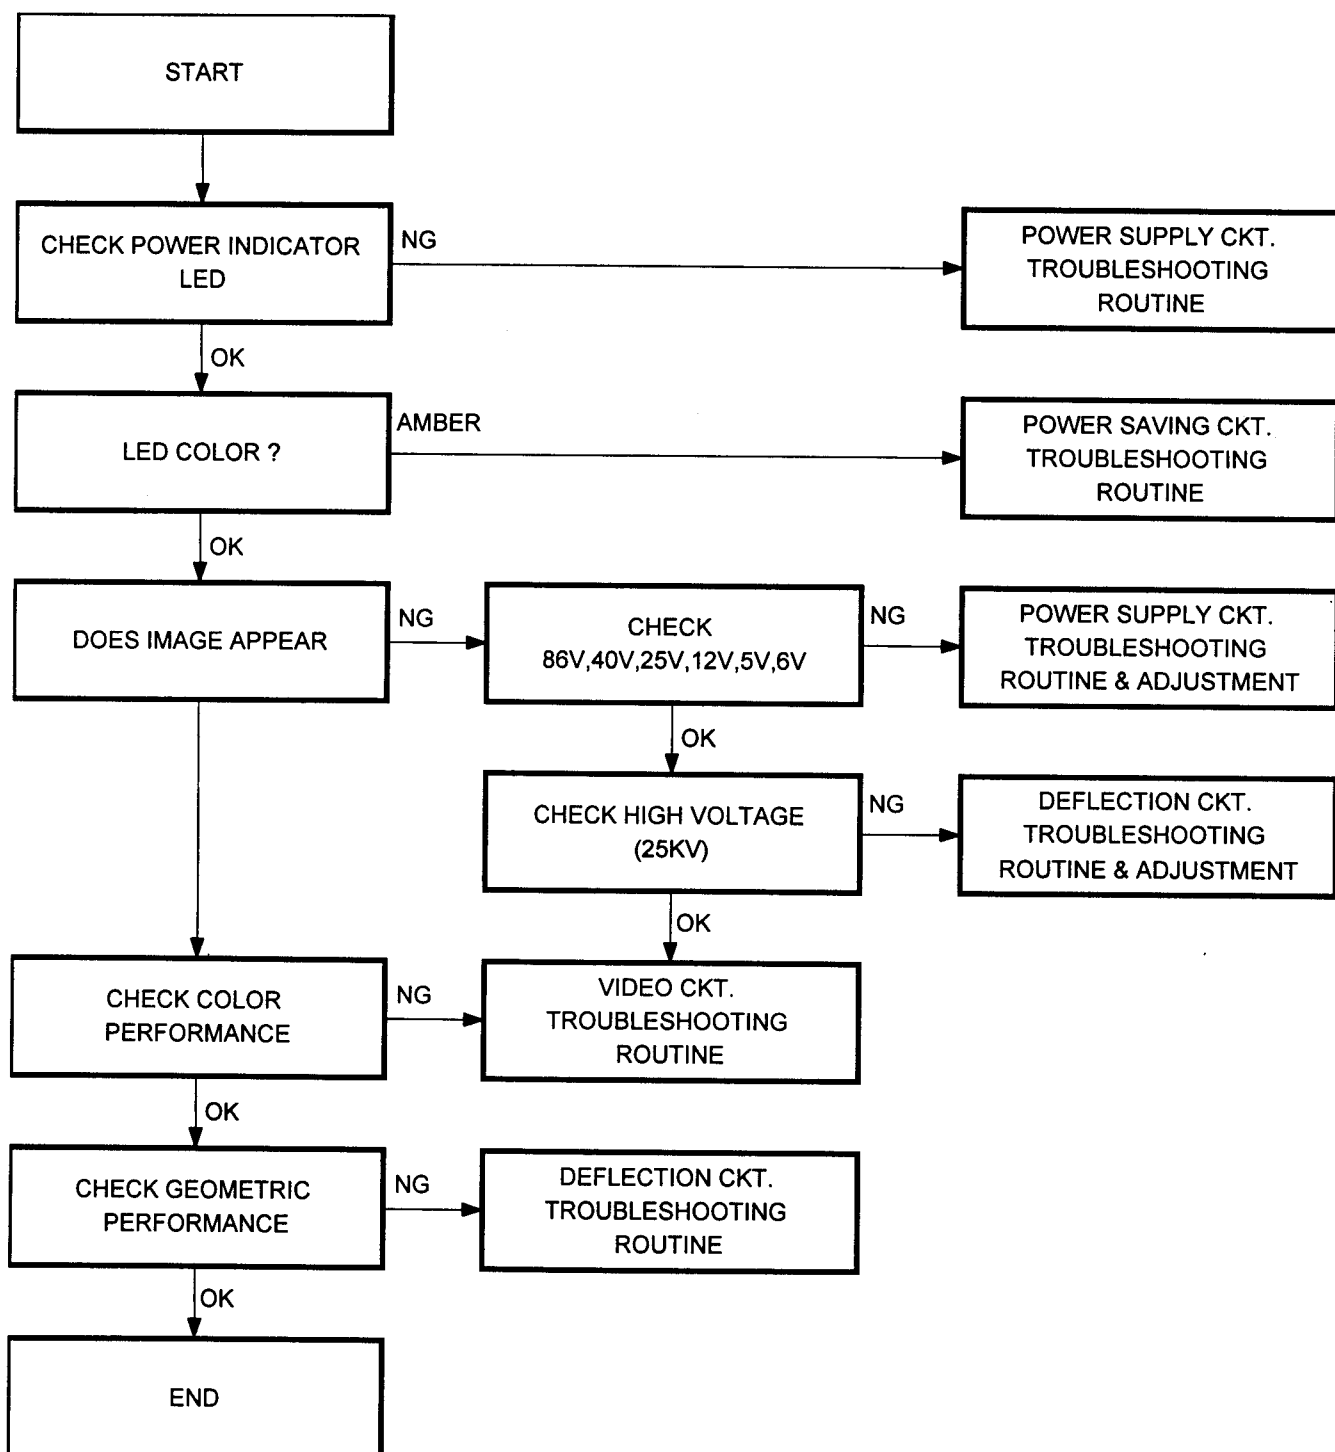 START
CHECK POWER INDICATOR
LED
NG
POWER SUPPLY CKT.
TROUBLESHOOTING
ROUTINE
OK
LED COLOR ?
AMBER
POWER SAVING CKT.
TROUBLESHOOTING
ROUTINE
OK
DOES IMAGE APPEAR
NG
CHECK
86V,40V,25V,12V,5V,6V
NG
POWER SUPPLY CKT.
TROUBLESHOOTING
ROUTINE & ADJUSTMENT
OK
CHECK HIGH VOLTAGE
(25KV)
NG
DEFLECTION CKT.
TROUBLESHOOTING
ROUTINE & ADJUSTMENT
OK
CHECK COLOR
PERFORMANCE
NG
VIDEO CKT.
TROUBLESHOOTING
ROUTINE
OK
CHECK GEOMETRIC
PERFORMANCE
NG
DEFLECTION CKT.
TROUBLESHOOTING
ROUTINE
OK
END